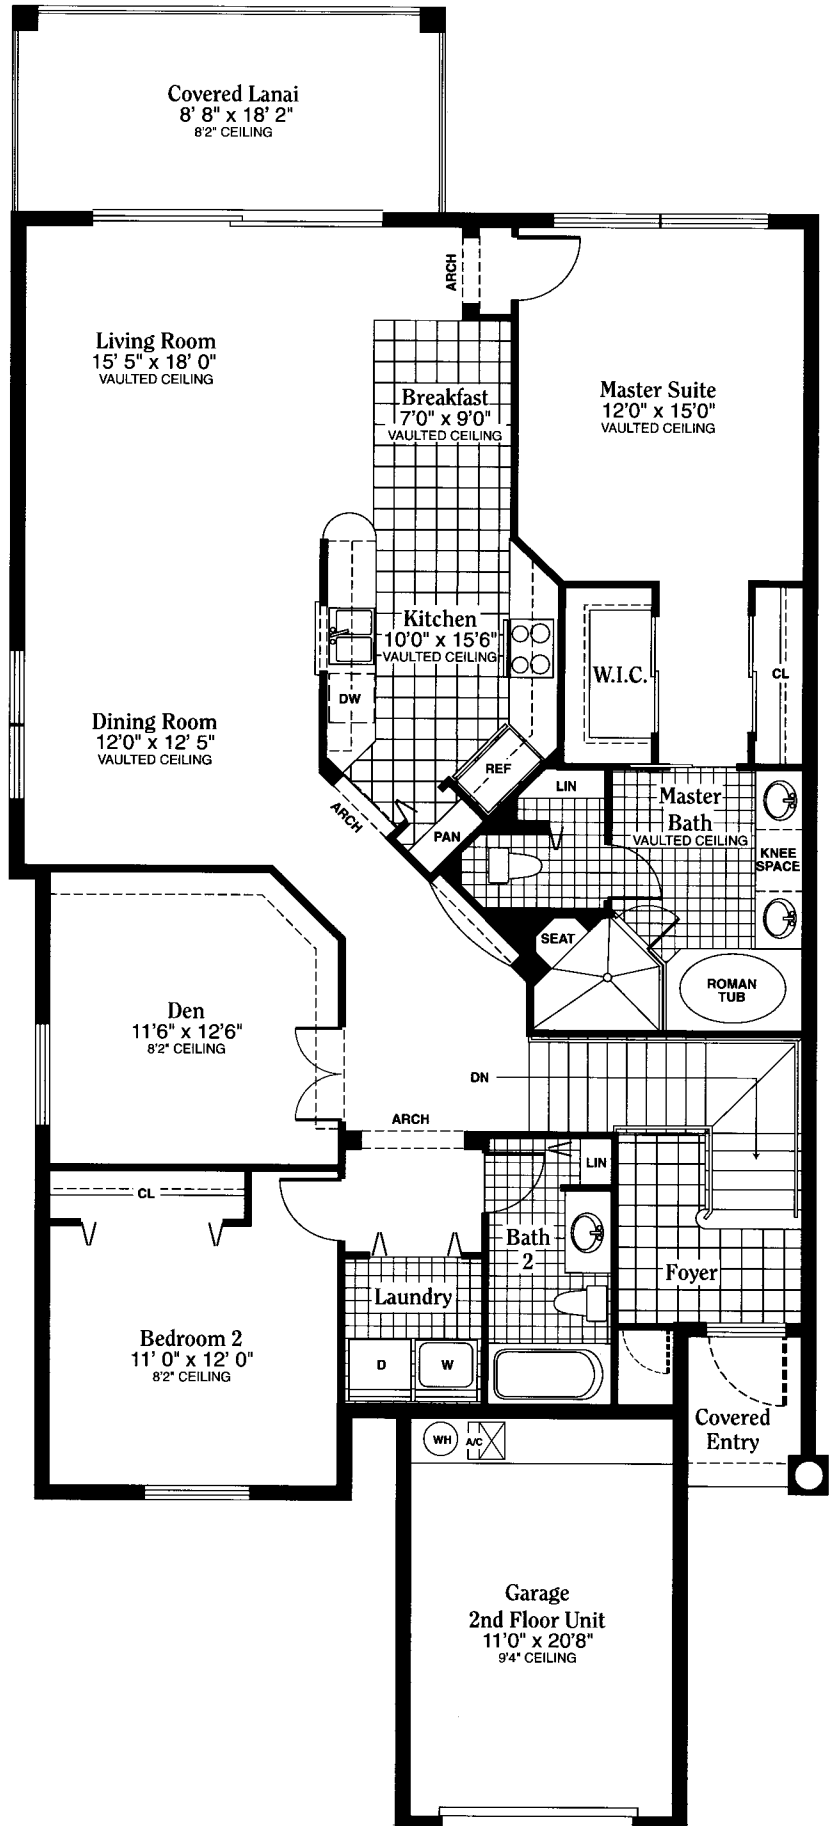 Covered Lanai
8' 8" x 18' 2"
8'2" CEILING
ARCH
Living Room
15' 5" x 18' 0"
VAULTED CEILING
Breakfast
7'0" x 9'0"
VAULTED CEILING
Master Suite
12'0" x 15'0"
VAULTED CEILING
Kitchen
10'0" x 15'6"
VAULTED CEILING
W.I.C.
CL
DW
Dining Room
12'0" x 12' 5"
VAULTED CEILING
REF
LIN
ARCH
PAN
Master
Bath
VAULTED CEILING
KNEE
SPACE
SEAT
ROMAN
TUB
Den
11'6" x 12'6"
8'2" CEILING
DN
ARCH
LIN
CL
Bath
2
Foyer
Laundry
Bedroom 2
11' 0" x 12' 0"
8'2" CEILING
D
W
Covered
Entry
WH
A/C
Garage
2nd Floor Unit
11'0" x 20'8"
9'4" CEILING